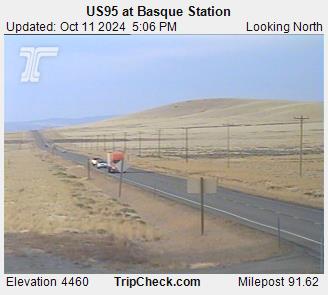 US95 at Basque Station
Updated: Oct 11 2024 5:06 PM Looking North
Elevation 4460 TripCheck.com Milepost 91.62